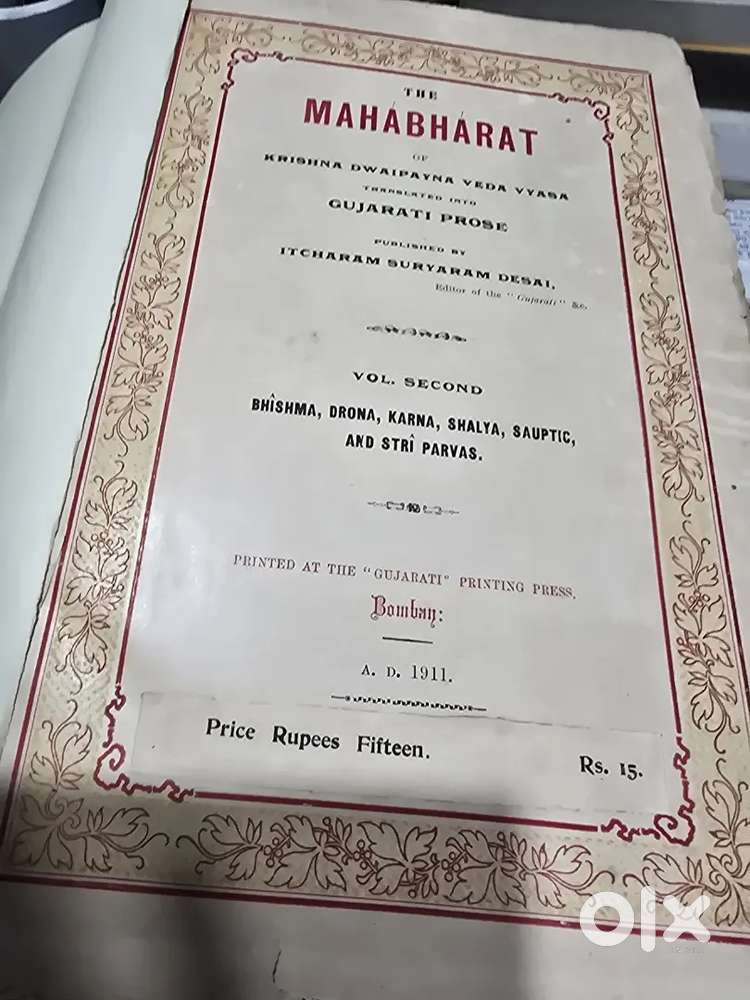 THE
MAHÁBHÁRAT
OF
KRISHNA DWAIPAYNA VEDA VYASA
TRANSLATED INTO
GUJARATI PROSE
PUBLISHED BY
ITCHARAM SURYARAM DESAI,
Editor of the "Gujarati" &c.
VOL. SECOND
BHÎSHMA, DRONA, KARNA, SHALYA, SAUPTIC,
AND STRÎ PARVAS.
PRINTED AT THE "GUJARATI" PRINTING PRESS.
Bombay:
A. D. 1911.
Price Rupees Fifteen. Rs. 15.
olx